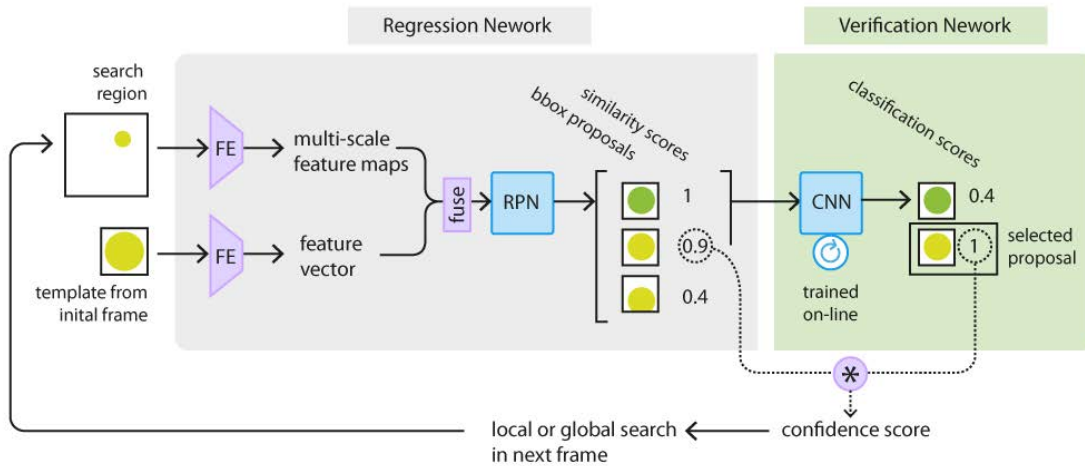 Regression Nework
Verification Nework
search
region
FE
multi-scale
feature maps
template from
inital frame
FE
feature
vector
fuse
RPN
bbox proposals
similarity scores
1
0.9
0.4
CNN
trained
on-line
classification scores
0.4
1
selected
proposal
*
confidence score
local or global search
in next frame